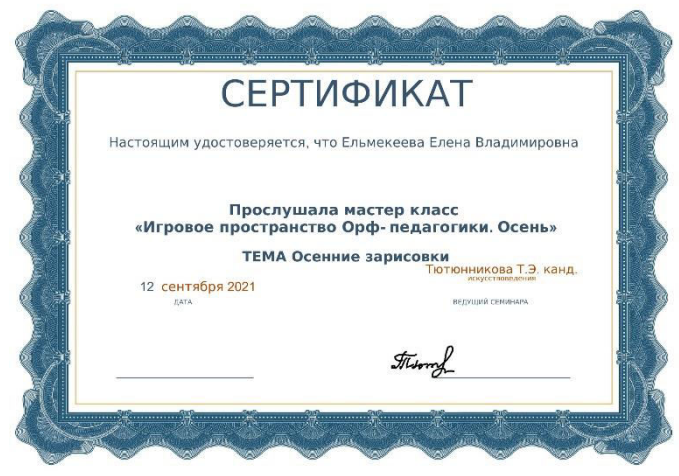 СЕРТИФИКАТ
Настоящим удостоверяется, что Ельмекеева Елена Владимировна
Прослушала мастер класс
«Игровое пространство Орф- педагогики. Осень»
ТЕМА Осенние зарисовки
Тютюнникова Т.Э. канд.
искусствоведения
12 сентября 2021
ДАТА
ВЕДУЩИЙ СЕМИНАРА